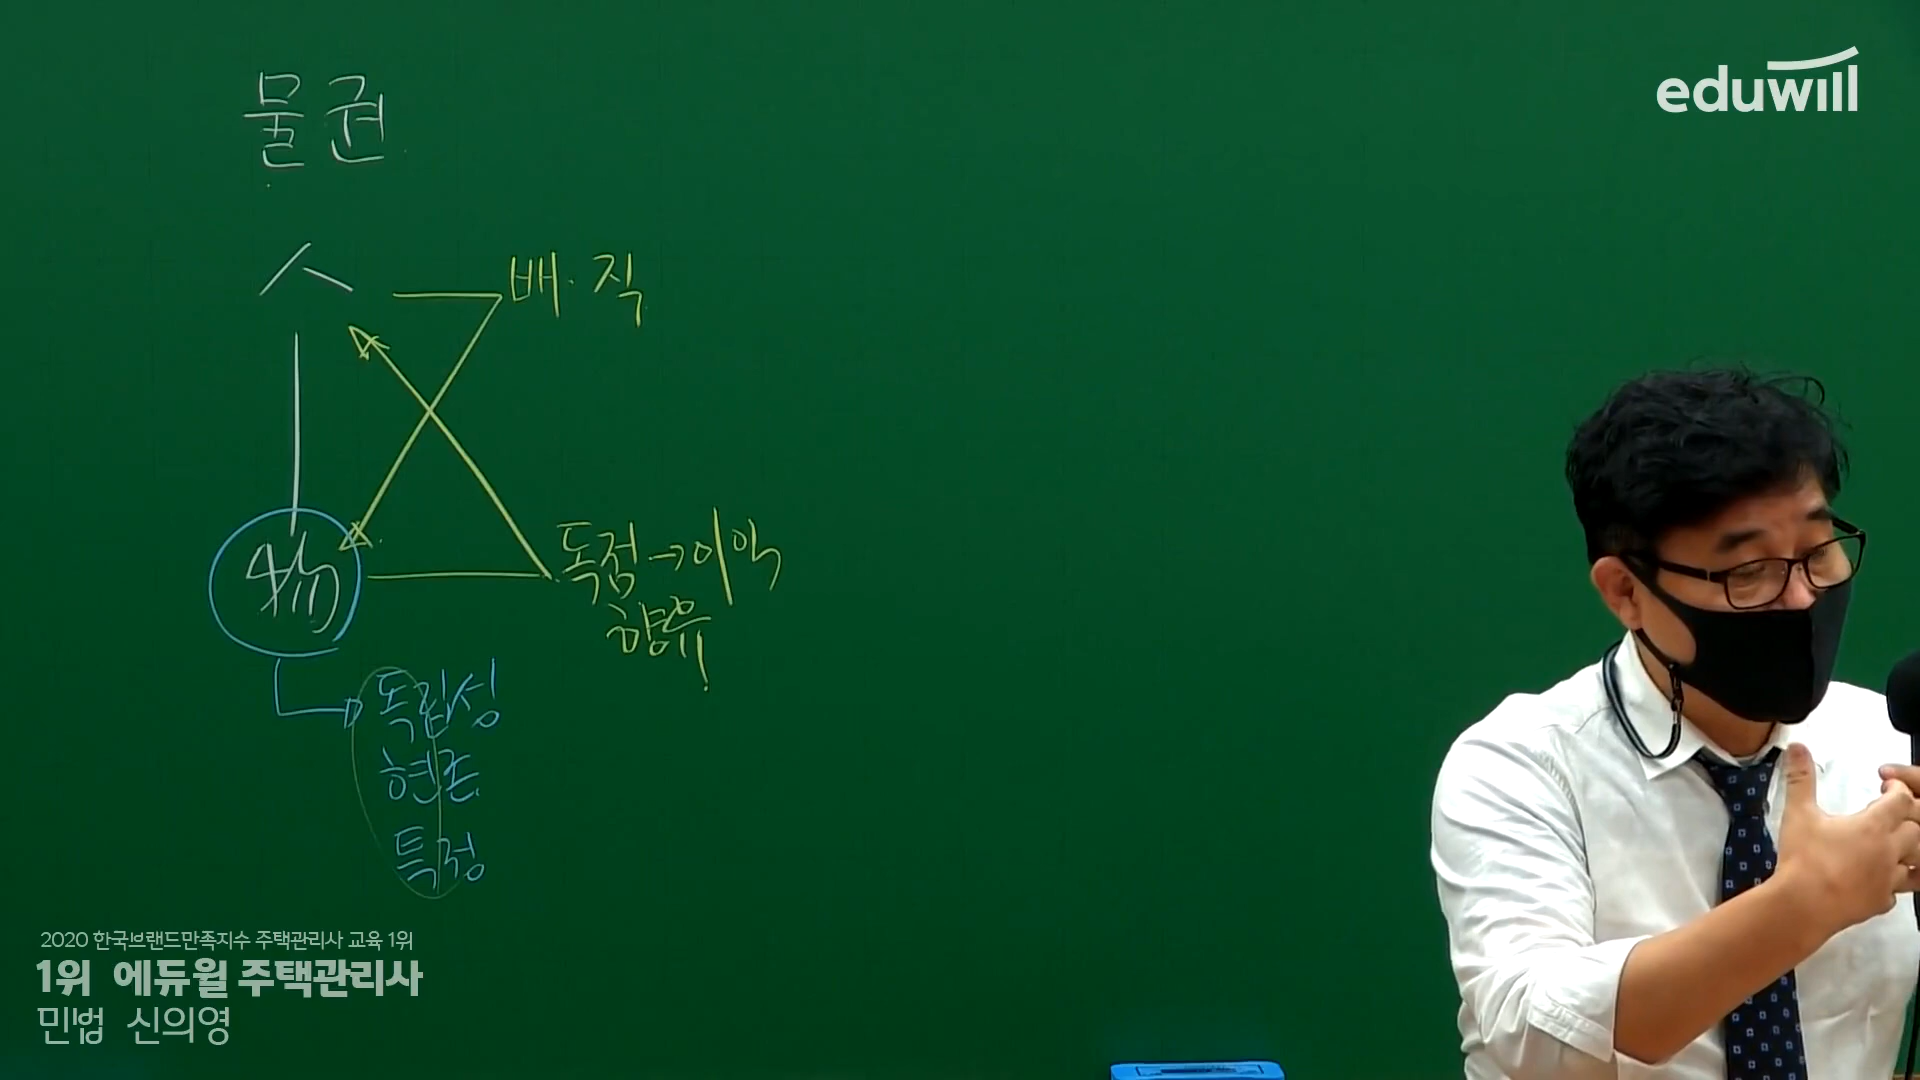 eduwill
물권
人
배·직
物
독점→이익
향유
독립성
현존
특정
2020 한국브랜드만족지수 주택관리사 교육 1위
1위 에듀윌 주택관리사
민법 신의영